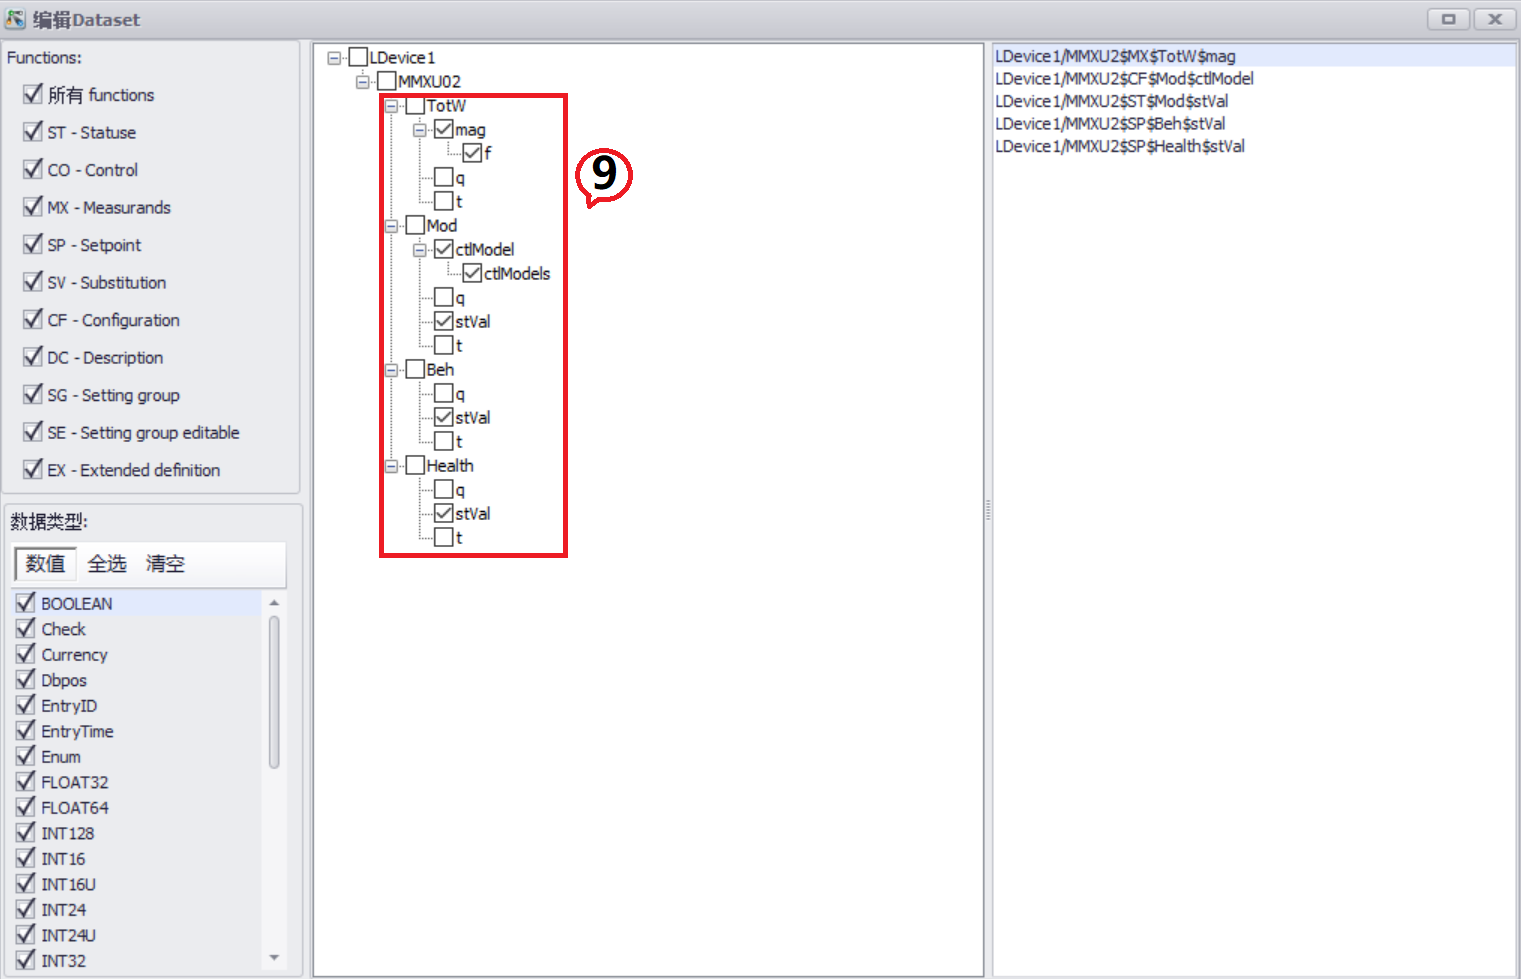 编辑Dataset
Functions:
所有 functions
ST - Statuse
CO - Control
MX - Measurands
SP - Setpoint
SV - Substitution
CF - Configuration
DC - Description
SG - Setting group
SE - Setting group editable
EX - Extended definition
数据类型:
数值 全选 清空
BOOLEAN
Check
Currency
Dbpos
EntryID
EntryTime
Enum
FLOAT32
FLOAT64
INT128
INT16
INT16U
INT24
INT24U
INT32
LDevice1
MMXU02
TotW
mag
f
q
t
Mod
ctlModel
ctlModels
q
stVal
t
Beh
q
stVal
t
Health
q
stVal
t
9
LDevice1/MMXU2$MX$TotW$mag
LDevice1/MMXU2$CF$Mod$ctlModel
LDevice1/MMXU2$ST$Mod$stVal
LDevice1/MMXU2$SP$Beh$stVal
LDevice1/MMXU2$SP$Health$stVal